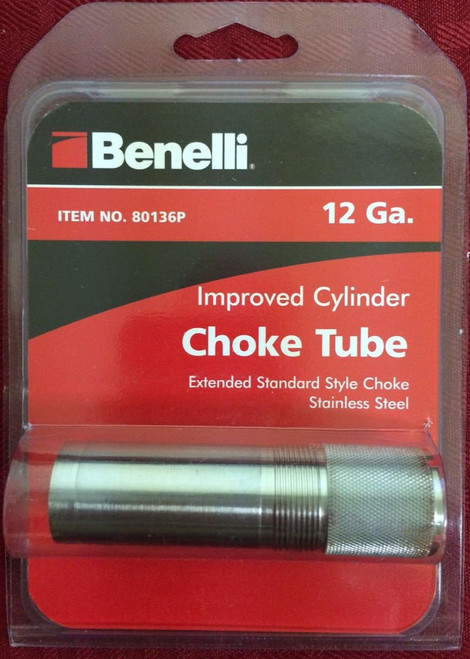 Benelli®
ITEM NO. 80136P 12 Ga.
Improved Cylinder
Choke Tube
Extended Standard Style Choke
Stainless Steel